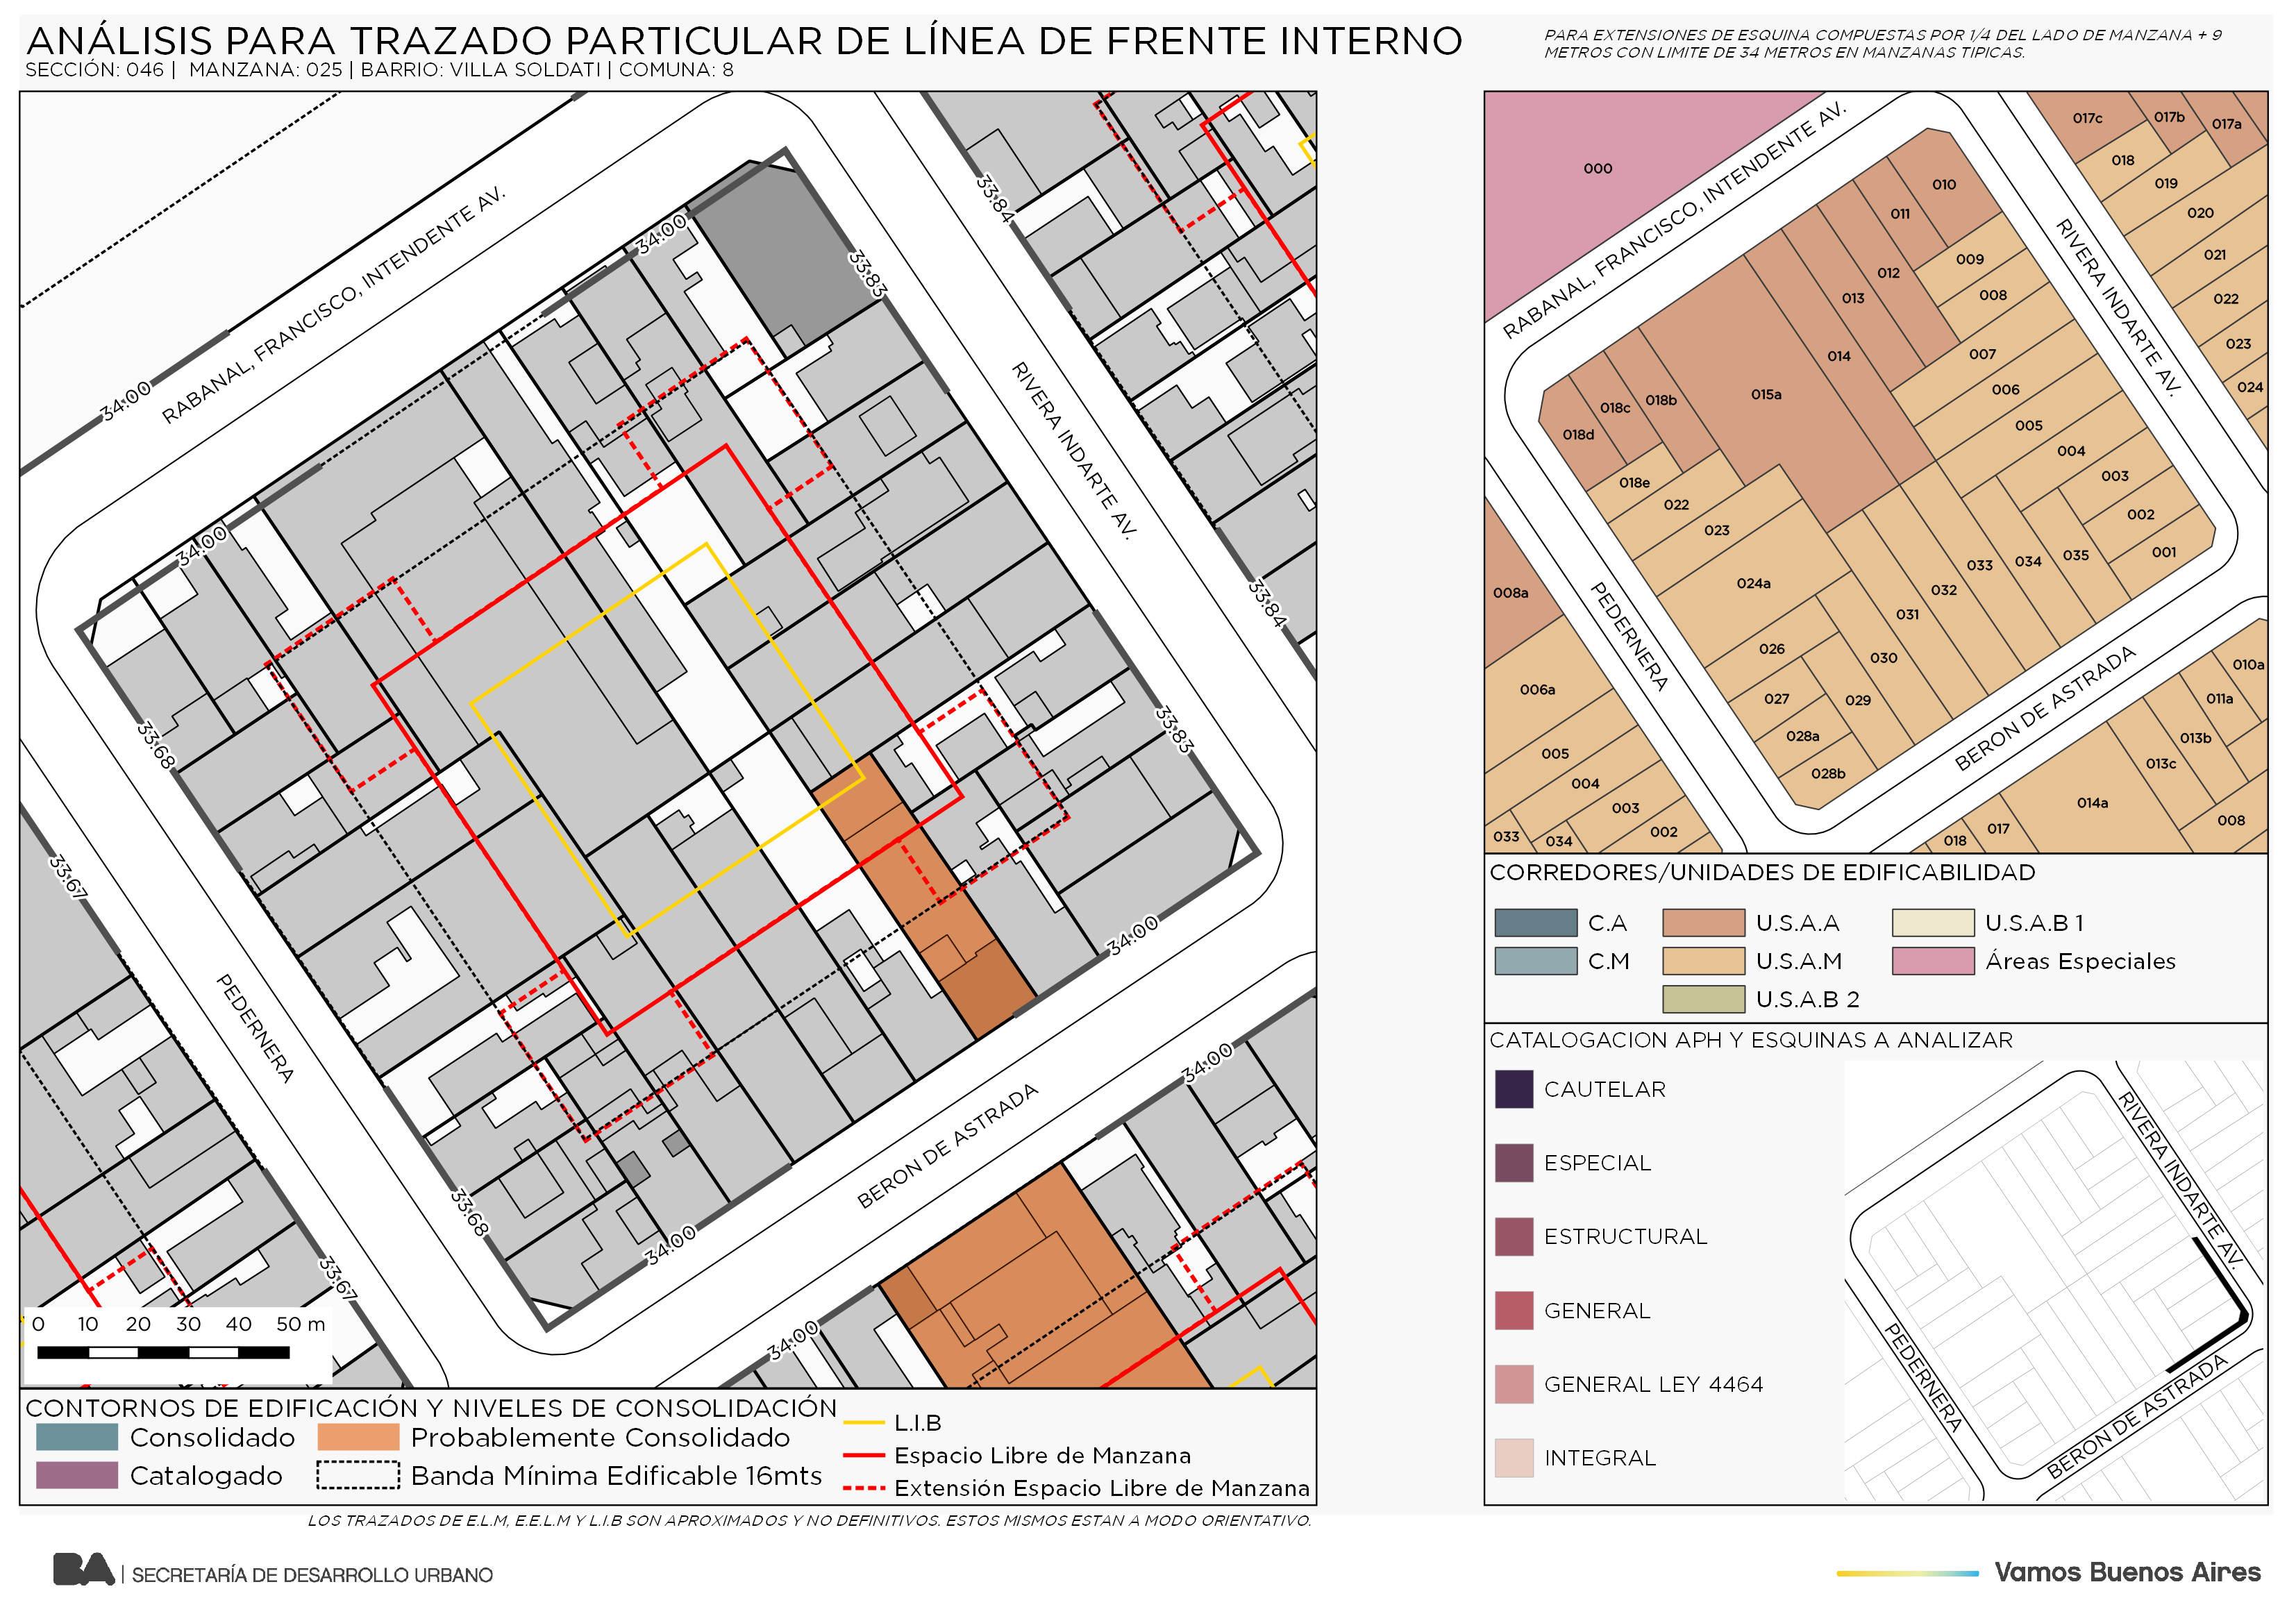 ANÁLISIS PARA TRAZADO PARTICULAR DE LÍNEA DE FRENTE INTERNO
SECCIÓN: 046 | MANZANA: 025 | BARRIO: VILLA SOLDATI | COMUNA: 8
PARA EXTENSIONES DE ESQUINA COMPUESTAS POR 1/4 DEL LADO DE MANZANA + 9
METROS CON LIMITE DE 34 METROS EN MANZANAS TIPICAS.
RABANAL, FRANCISCO, INTENDENTE AV.
RIVERA INDARTE AV.
PEDERNERA
BERON DE ASTRADA
34.00
34.00
34.00
33.83
33.84
33.84
33.83
33.68
33.67
33.68
33.67
34.00
34.00
34.00
34.00
0 10 20 30 40 50 m
CONTORNOS DE EDIFICACIÓN Y NIVELES DE CONSOLIDACIÓN
Consolidado
Probablemente Consolidado
Catalogado
Banda Mínima Edificable 16mts
L.I.B
Espacio Libre de Manzana
Extensión Espacio Libre de Manzana
LOS TRAZADOS DE E.L.M, E.E.L.M Y L.I.B SON APROXIMADOS Y NO DEFINITIVOS. ESTOS MISMOS ESTAN A MODO ORIENTATIVO.
000
RABANAL, FRANCISCO, INTENDENTE AV.
RIVERA INDARTE AV.
PEDERNERA
BERON DE ASTRADA
017c
017b
017a
018
019
020
021
022
023
024
010
011
012
013
014
015a
009
008
007
006
005
004
003
002
001
018b
018c
018d
018e
022
023
024a
026
027
028a
028b
029
030
031
032
033
034
035
008a
006a
005
004
003
002
033
034
010a
011a
013b
013c
014a
008
017
018
CORREDORES/UNIDADES DE EDIFICABILIDAD
C.A
U.S.A.A
U.S.A.B 1
C.M
U.S.A.M
Áreas Especiales
U.S.A.B 2
CATALOGACION APH Y ESQUINAS A ANALIZAR
CAUTELAR
ESPECIAL
ESTRUCTURAL
GENERAL
GENERAL LEY 4464
INTEGRAL
RIVERA INDARTE AV.
PEDERNERA
BERON DE ASTRADA
BA | SECRETARÍA DE DESARROLLO URBANO
Vamos Buenos Aires